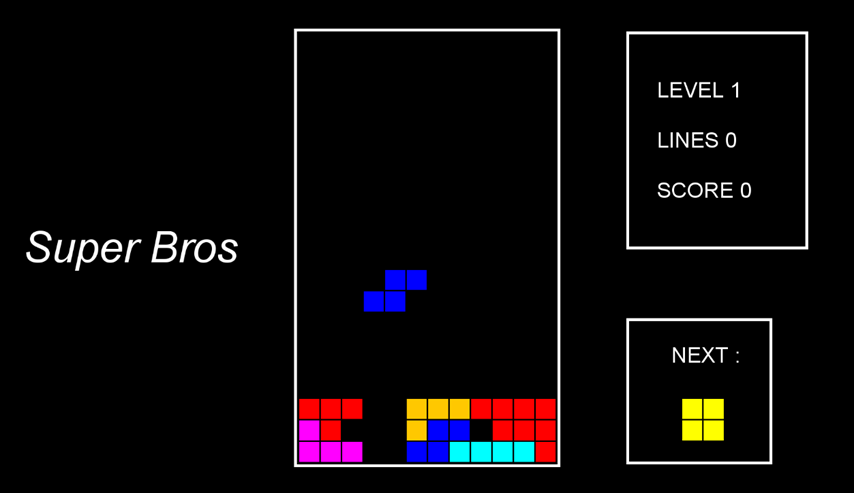 LEVEL 1
LINES 0
SCORE 0
Super Bros
NEXT :